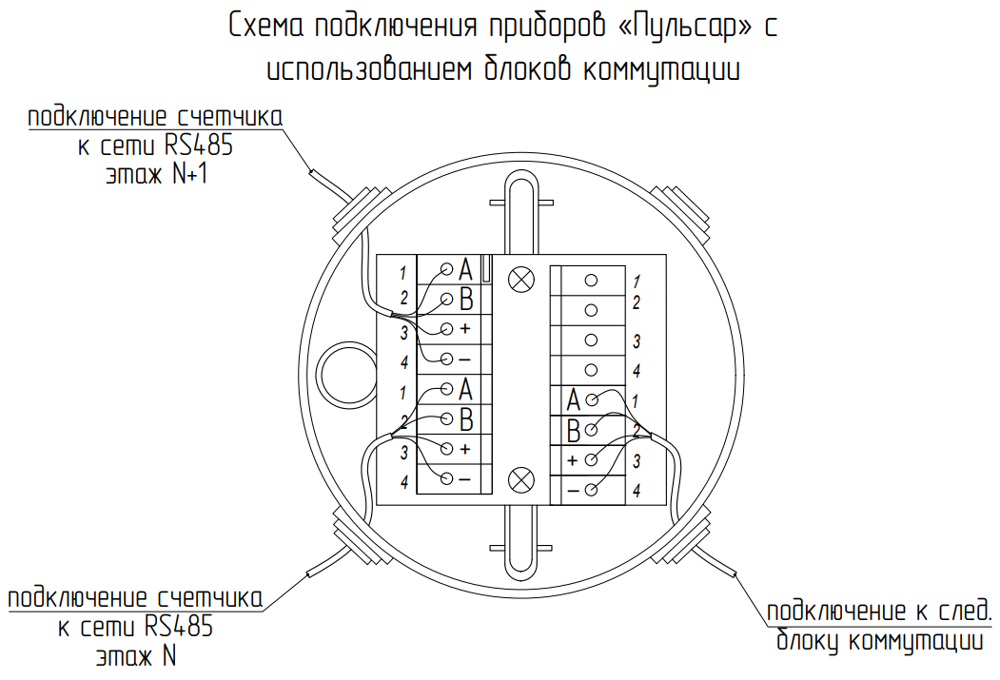 Схема подключения приборов «Пульсар» с
использованием блоков коммутации
подключение счетчика
к сети RS485
этаж N+1
1 A
2 B
3 +
4 –
1 A
2 B
3 +
4 –
1
2
3
4
A 1
B 2
+ 3
– 4
подключение счетчика
к сети RS485
этаж N
подключение к след.
блоку коммутации